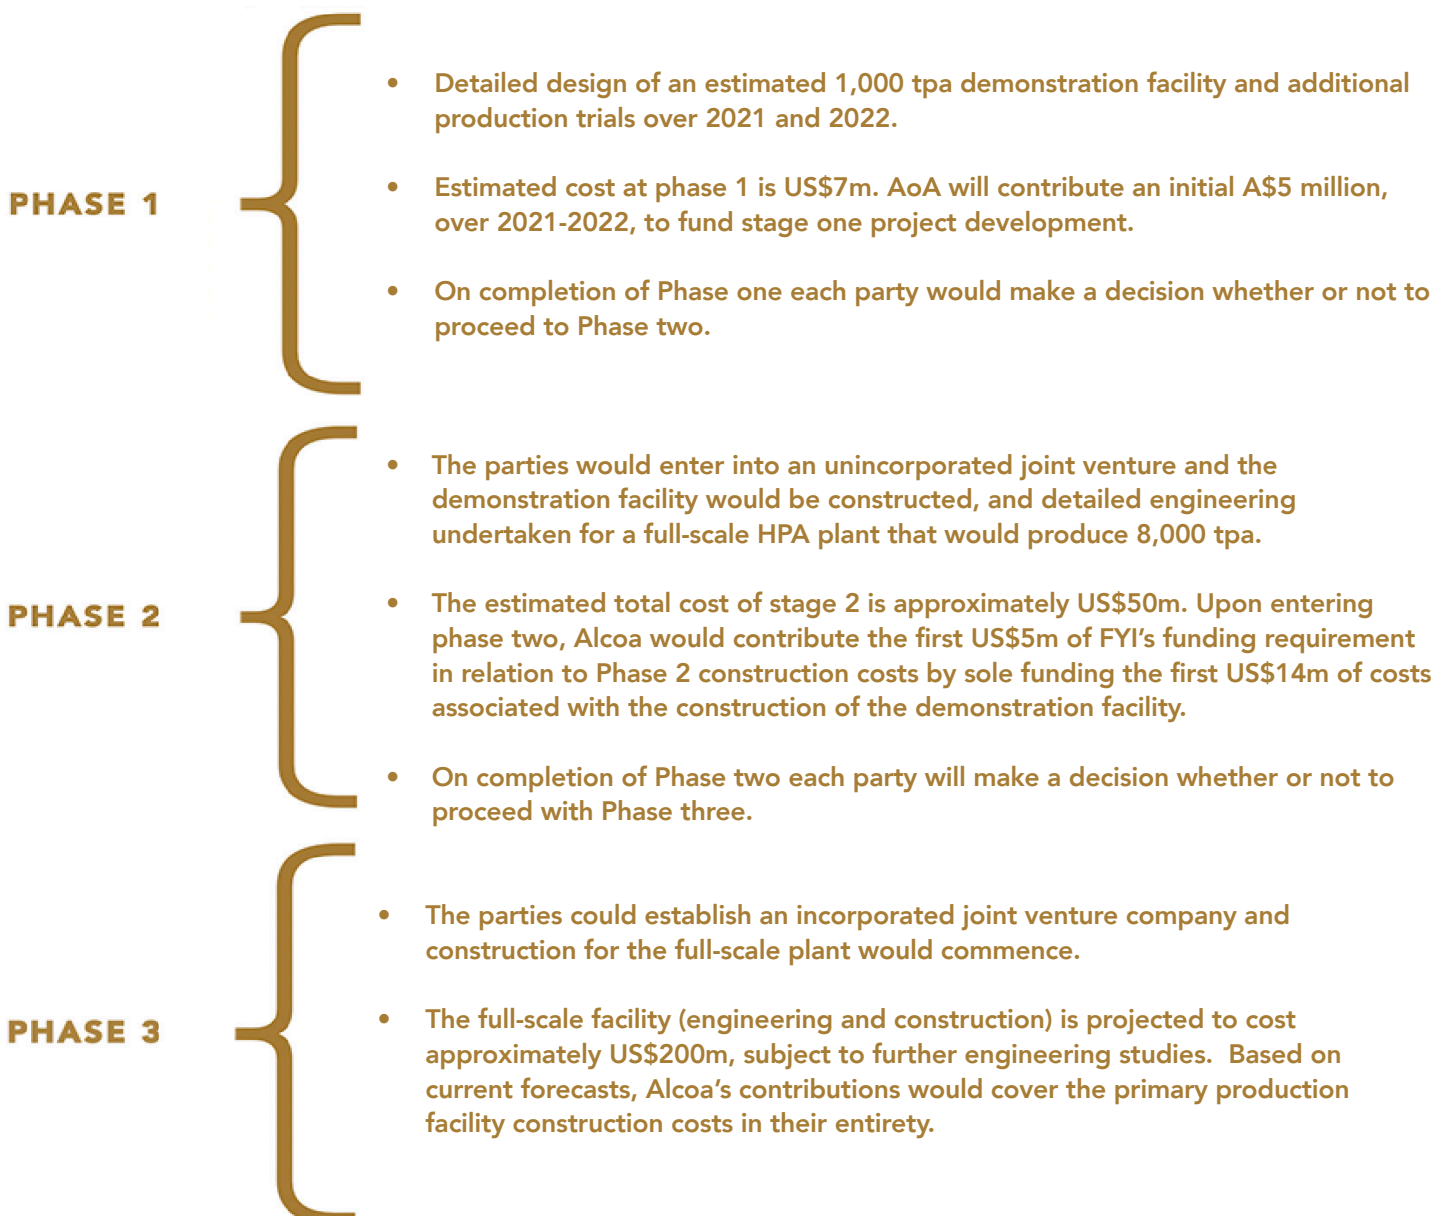 PHASE 1
• Detailed design of an estimated 1,000 tpa demonstration facility and additional
production trials over 2021 and 2022.
• Estimated cost at phase 1 is US$7m. AoA will contribute an initial A$5 million,
over 2021-2022, to fund stage one project development.
• On completion of Phase one each party would make a decision whether or not to
proceed to Phase two.
PHASE 2
• The parties would enter into an unincorporated joint venture and the
demonstration facility would be constructed, and detailed engineering
undertaken for a full-scale HPA plant that would produce 8,000 tpa.
• The estimated total cost of stage 2 is approximately US$50m. Upon entering
phase two, Alcoa would contribute the first US$5m of FYI’s funding requirement
in relation to Phase 2 construction costs by sole funding the first US$14m of costs
associated with the construction of the demonstration facility.
• On completion of Phase two each party will make a decision whether or not to
proceed with Phase three.
PHASE 3
• The parties could establish an incorporated joint venture company and
construction for the full-scale plant would commence.
• The full-scale facility (engineering and construction) is projected to cost
approximately US$200m, subject to further engineering studies.  Based on
current forecasts, Alcoa’s contributions would cover the primary production
facility construction costs in their entirety.